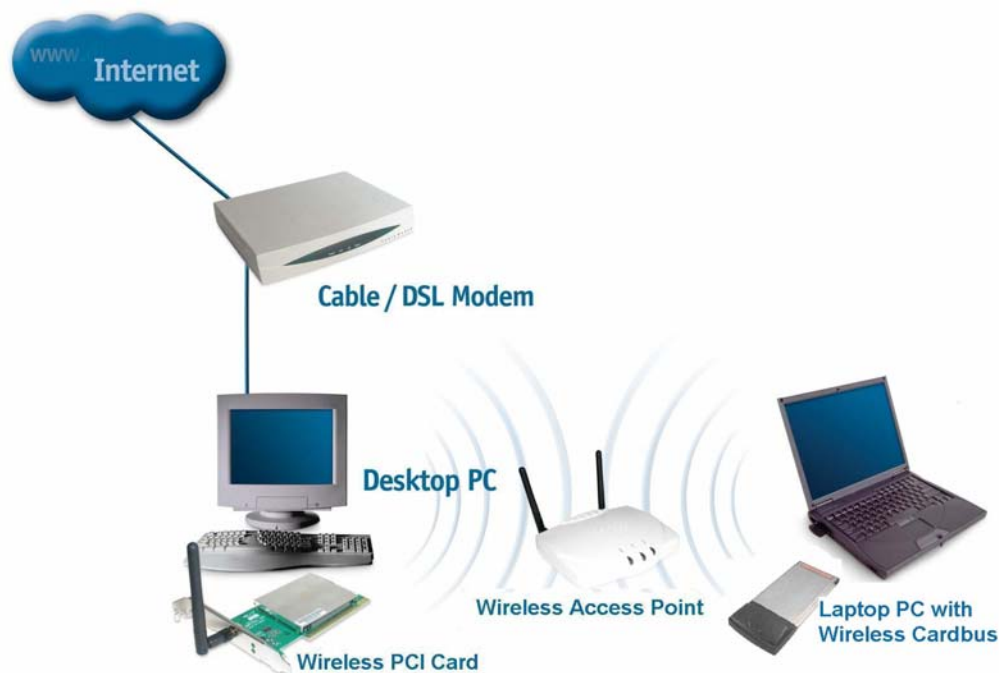 www.
Internet
Cable / DSL Modem
Desktop PC
Wireless Access Point
Laptop PC with
Wireless Cardbus
Wireless PCI Card